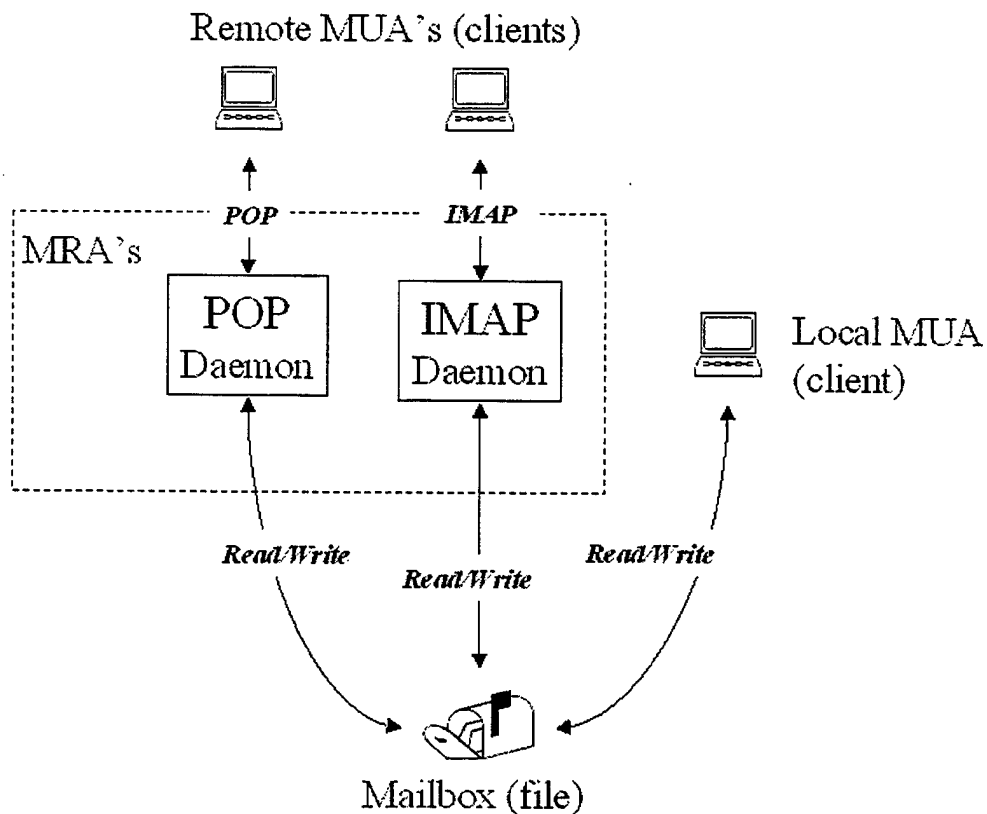 Remote MUA's (clients)
POP
IMAP
MRA's
POP
Daemon
IMAP
Daemon
Local MUA
(client)
Read/Write
Read/Write
Read/Write
Mailbox (file)